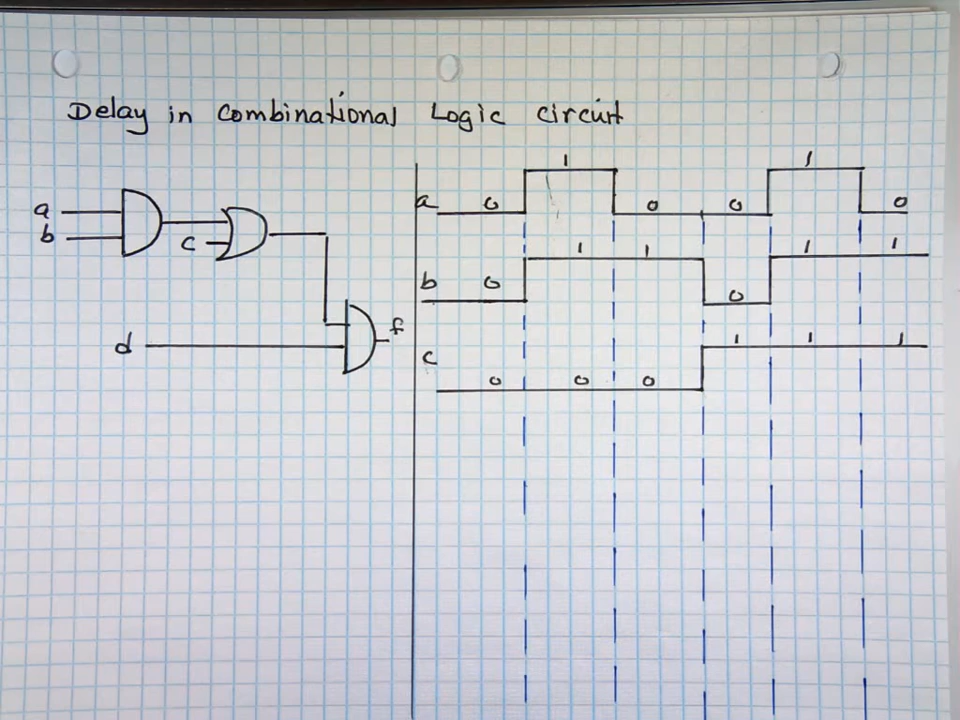 Delay in Combinational Logic circuit
a
b
c
d
f
a 0 1 0 0 1 0
b 0 1 1 0 1 1
c 0 0 0 1 1 1